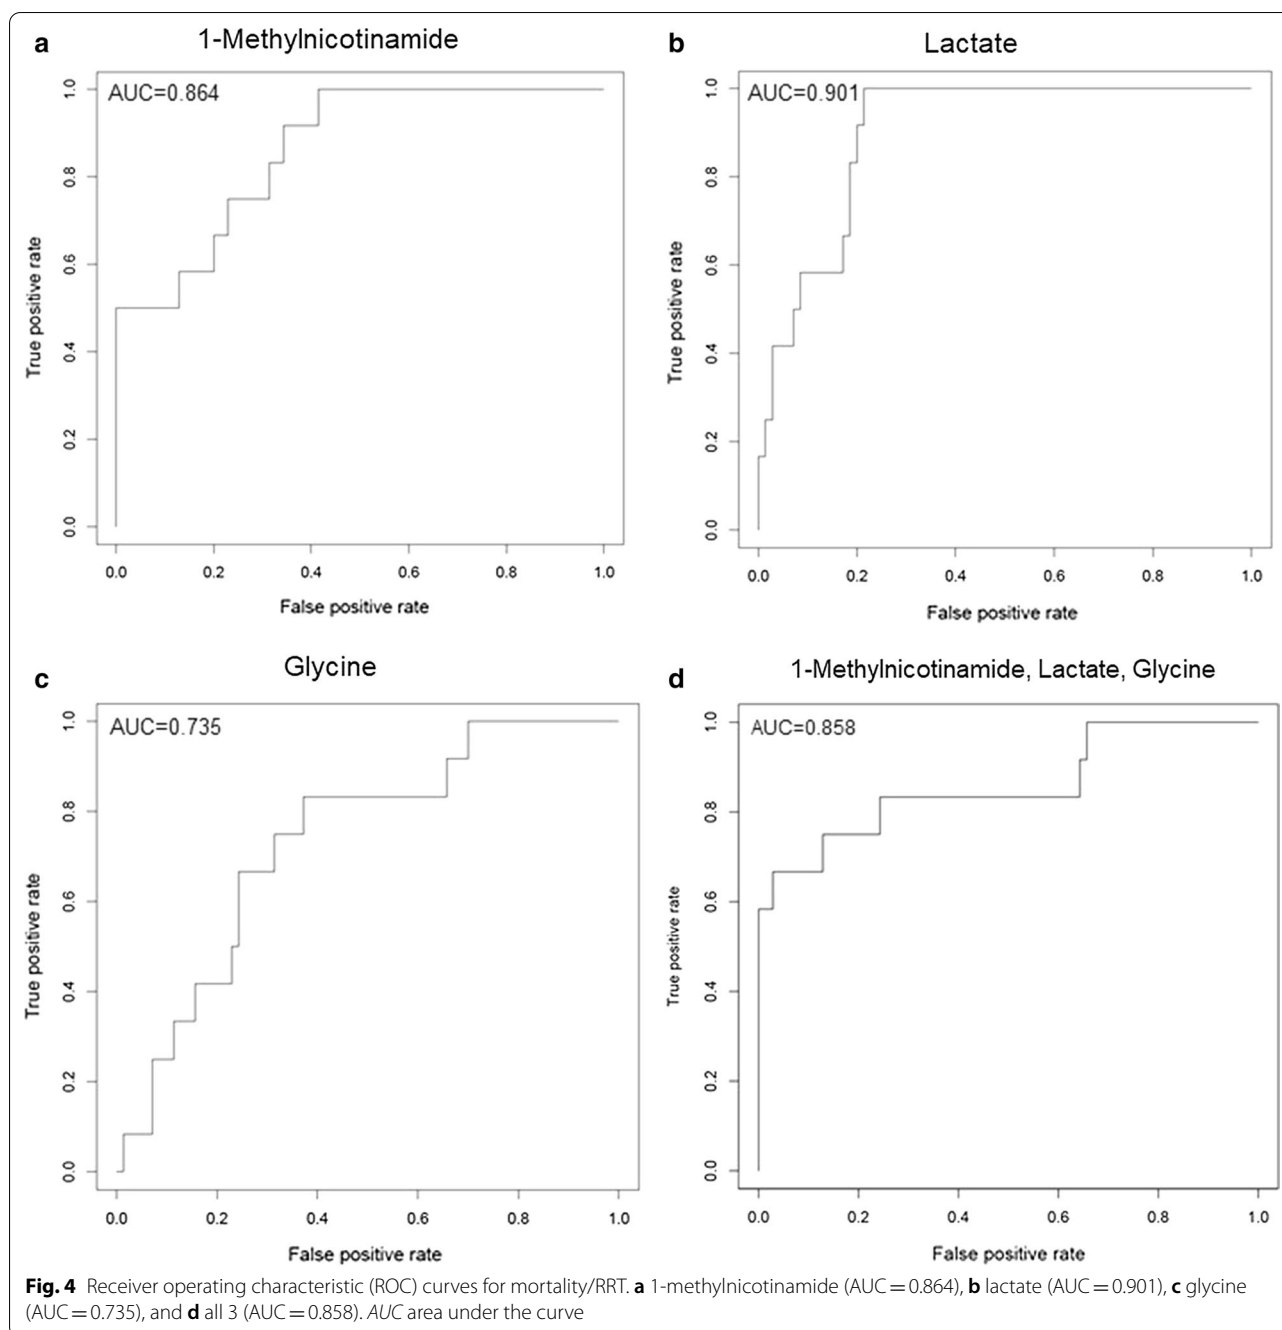 a
1-Methylnicotinamide
AUC=0.864
1.0
0.8
0.6
0.4
0.2
0.0
True positive rate
0.0 0.2 0.4 0.6 0.8 1.0
False positive rate
b
Lactate
AUC=0.901
1.0
0.8
0.6
0.4
0.2
0.0
True positive rate
0.0 0.2 0.4 0.6 0.8 1.0
False positive rate
c
Glycine
AUC=0.735
1.0
0.8
0.6
0.4
0.2
0.0
True positive rate
0.0 0.2 0.4 0.6 0.8 1.0
False positive rate
d
1-Methylnicotinamide, Lactate, Glycine
AUC=0.858
1.0
0.8
0.6
0.4
0.2
0.0
True positive rate
0.0 0.2 0.4 0.6 0.8 1.0
False positive rate
Fig. 4 Receiver operating characteristic (ROC) curves for mortality/RRT. a 1-methylnicotinamide (AUC = 0.864), b lactate (AUC = 0.901), c glycine
(AUC = 0.735), and d all 3 (AUC = 0.858). AUC area under the curve